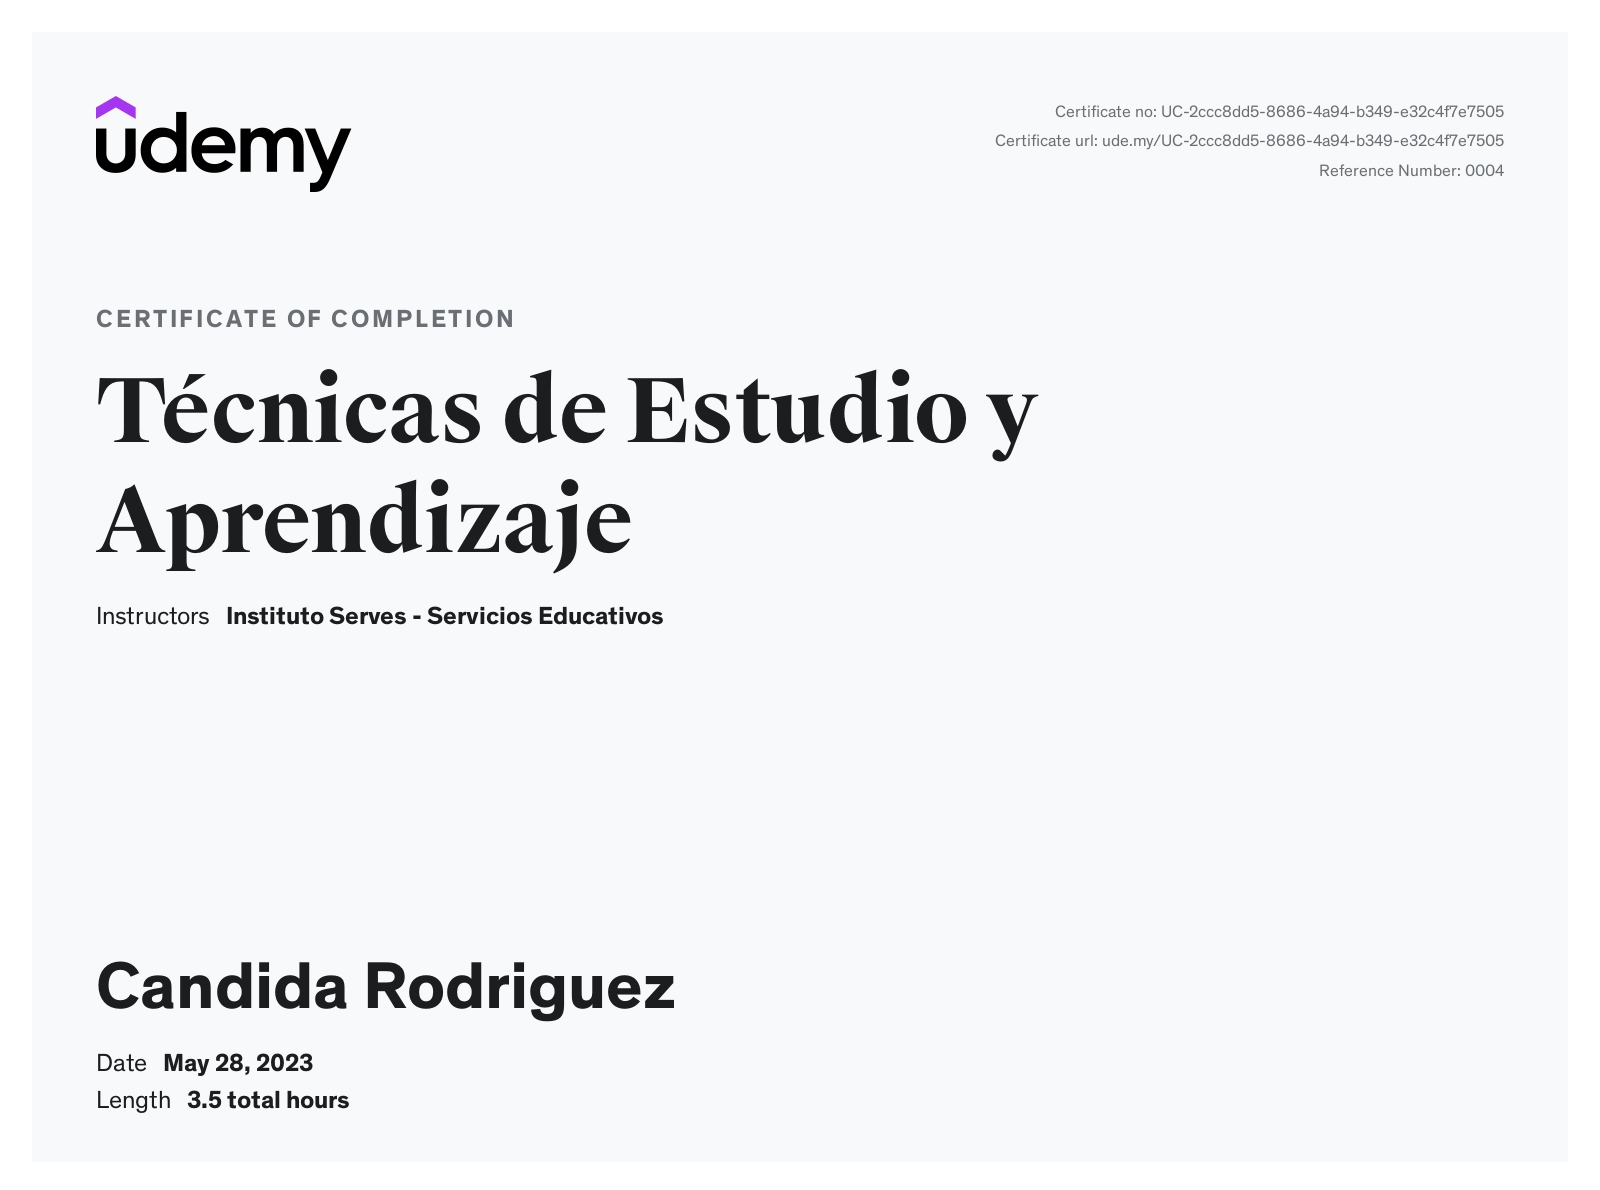 udemy
Certificate no: UC-2ccc8dd5-8686-4a94-b349-e32c4f7e7505
Certificate url: ude.my/UC-2ccc8dd5-8686-4a94-b349-e32c4f7e7505
Reference Number: 0004
CERTIFICATE OF COMPLETION
Técnicas de Estudio y
Aprendizaje
Instructors Instituto Serves - Servicios Educativos
Candida Rodriguez
Date May 28, 2023
Length 3.5 total hours